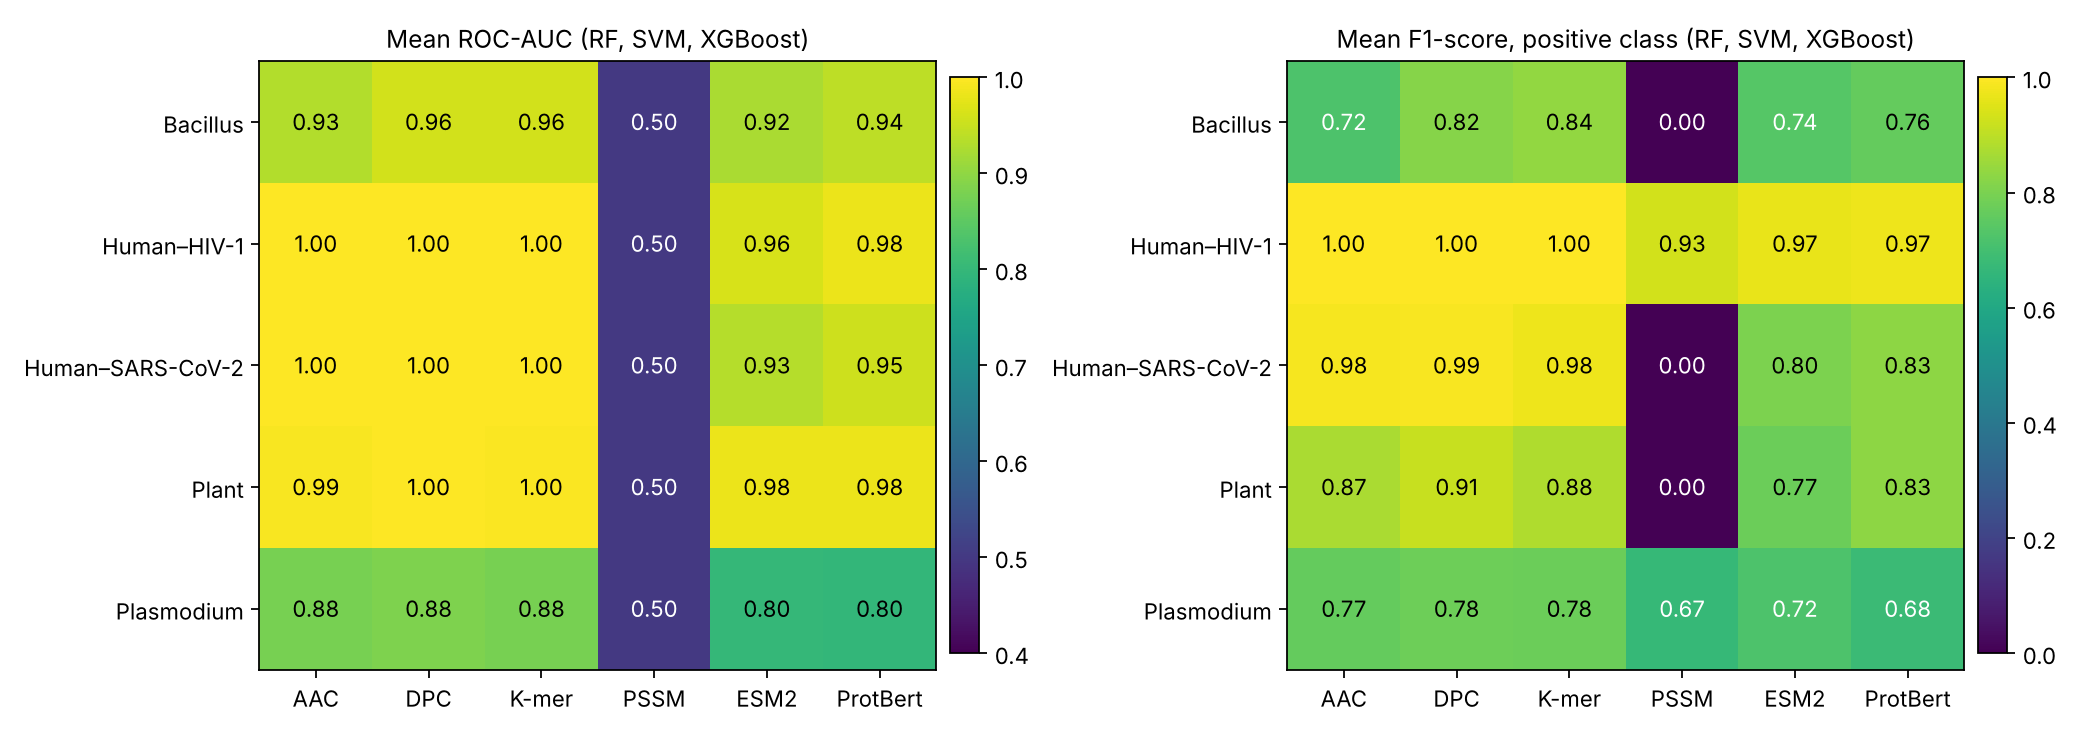 Mean ROC-AUC (RF, SVM, XGBoost)
Bacillus 0.93 0.96 0.96 0.50 0.92 0.94
Human–HIV-1 1.00 1.00 1.00 0.50 0.96 0.98
Human–SARS-CoV-2 1.00 1.00 1.00 0.50 0.93 0.95
Plant 0.99 1.00 1.00 0.50 0.98 0.98
Plasmodium 0.88 0.88 0.88 0.50 0.80 0.80
AAC DPC K-mer PSSM ESM2 ProtBert
1.0
0.9
0.8
0.7
0.6
0.5
0.4
Mean F1-score, positive class (RF, SVM, XGBoost)
Bacillus 0.72 0.82 0.84 0.00 0.74 0.76
Human–HIV-1 1.00 1.00 1.00 0.93 0.97 0.97
Human–SARS-CoV-2 0.98 0.99 0.98 0.00 0.80 0.83
Plant 0.87 0.91 0.88 0.00 0.77 0.83
Plasmodium 0.77 0.78 0.78 0.67 0.72 0.68
AAC DPC K-mer PSSM ESM2 ProtBert
1.0
0.8
0.6
0.4
0.2
0.0